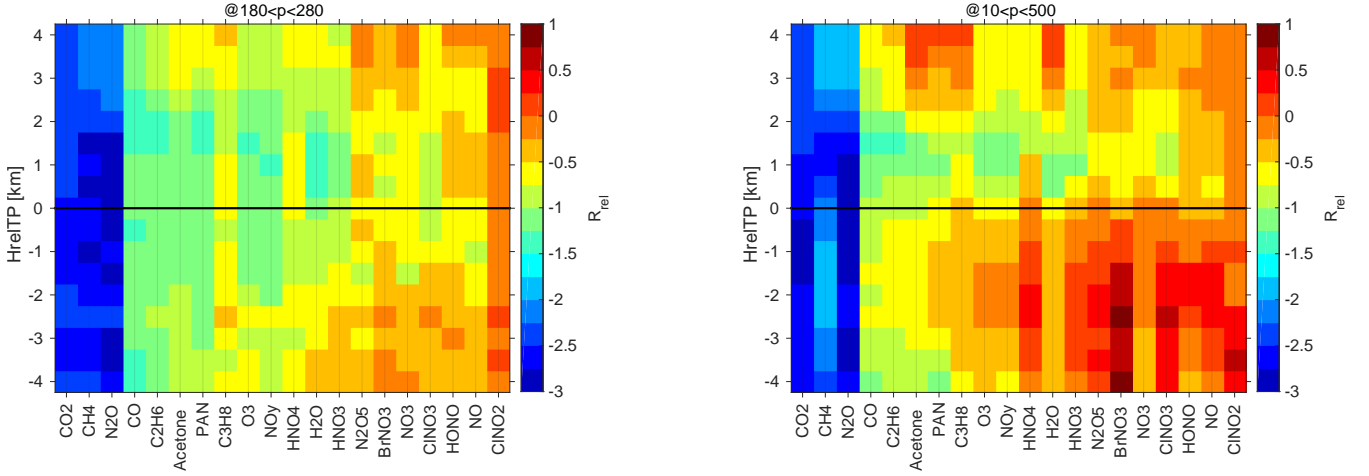 @180<p<280
HrelTP [km]
4
3
2
1
0
-1
-2
-3
-4
CO2
CH4
N2O
CO
C2H6
Acetone
PAN
C3H8
O3
NOy
HNO4
H2O
HNO3
N2O5
BrNO3
NO3
ClNO3
HONO
NO
ClNO2
1
0.5
0
-0.5
-1
-1.5
-2
-2.5
-3
Rrel
@10<p<500
HrelTP [km]
4
3
2
1
0
-1
-2
-3
-4
CO2
CH4
N2O
CO
C2H6
Acetone
PAN
C3H8
O3
NOy
HNO4
H2O
HNO3
N2O5
BrNO3
NO3
ClNO3
HONO
NO
ClNO2
1
0.5
0
-0.5
-1
-1.5
-2
-2.5
-3
Rrel